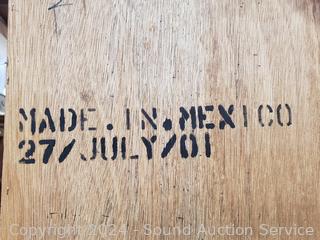 MADE.IN.MEXICO
27/JULY/01
Copyright 2024 - Sound Auction Service